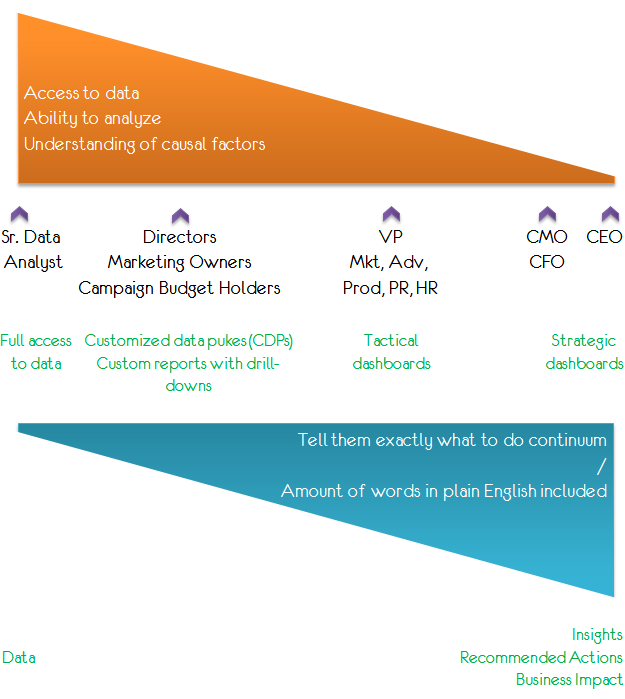 Access to data
Ability to analyze
Understanding of causal factors
Sr. Data
Analyst
Directors
Marketing Owners
Campaign Budget Holders
VP
Mkt, Adv,
Prod, PR, HR
CMO
CFO
CEO
Full access
to data
Customized data pukes (CDPs)
Custom reports with drill-
downs
Tactical
dashboards
Strategic
dashboards
Tell them exactly what to do continuum
/
Amount of words in plain English included
Data
Insights
Recommended Actions
Business Impact